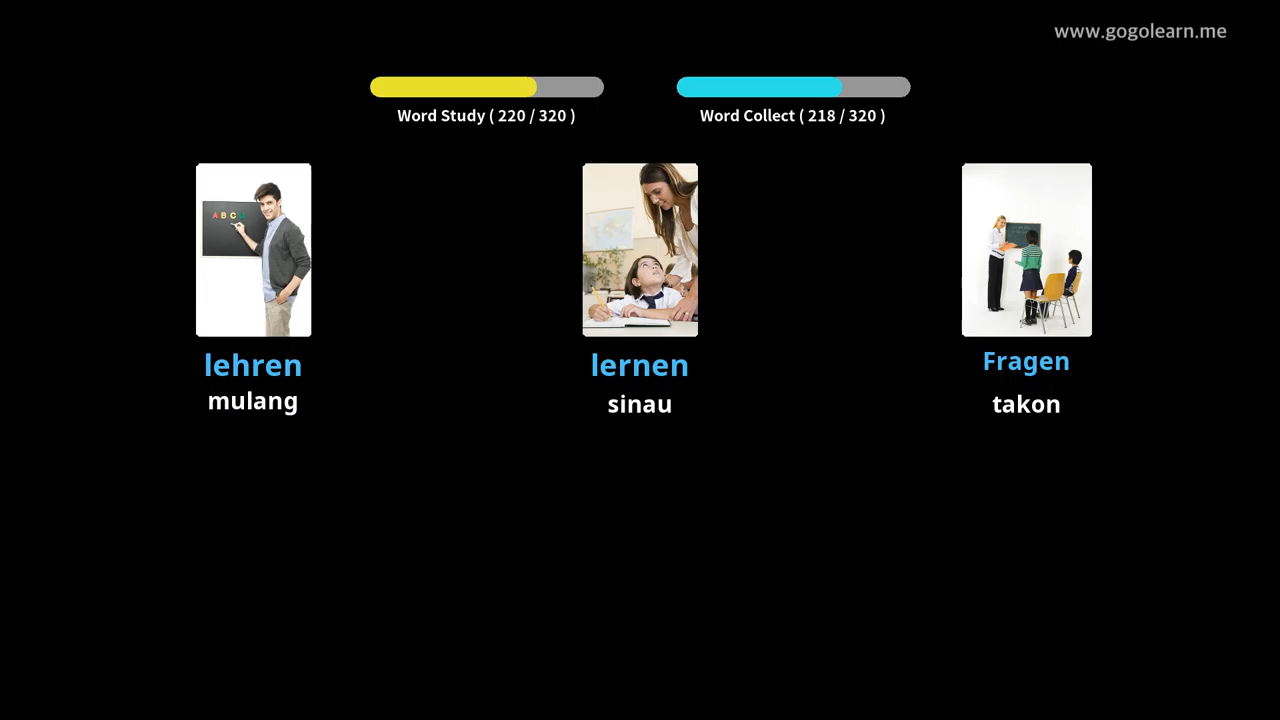 www.gogolearn.me
Word Study ( 220 / 320 )
Word Collect ( 218 / 320 )
A B C D
lehren
mulang
lernen
sinau
Fragen
takon